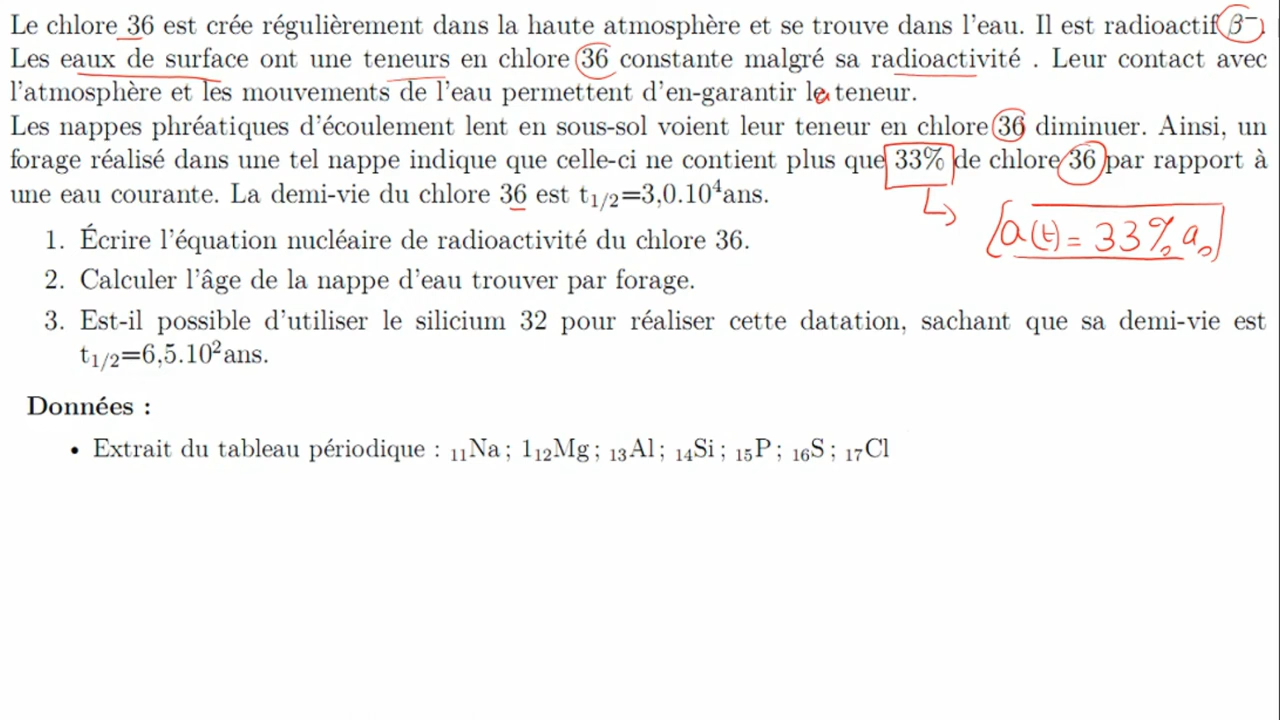 Le chlore 36 est crée régulièrement dans la haute atmosphère et se trouve dans l'eau. Il est radioactif β⁻.
Les eaux de surface ont une teneurs en chlore 36 constante malgré sa radioactivité . Leur contact avec
l'atmosphère et les mouvements de l'eau permettent d'en-garantir la teneur.
Les nappes phréatiques d'écoulement lent en sous-sol voient leur teneur en chlore 36 diminuer. Ainsi, un
forage réalisé dans une tel nappe indique que celle-ci ne contient plus que 33% de chlore 36 par rapport à
une eau courante. La demi-vie du chlore 36 est t₁/₂=3,0.10⁴ans.
a(t) = 33% a₀
1. Écrire l'équation nucléaire de radioactivité du chlore 36.
2. Calculer l'âge de la nappe d'eau trouver par forage.
3. Est-il possible d'utiliser le silicium 32 pour réaliser cette datation, sachant que sa demi-vie est
t₁/₂=6,5.10²ans.
Données :
• Extrait du tableau périodique : ₁₁Na ; 1₁₂Mg ; ₁₃Al ; ₁₄Si ; ₁₅P ; ₁₆S ; ₁₇Cl